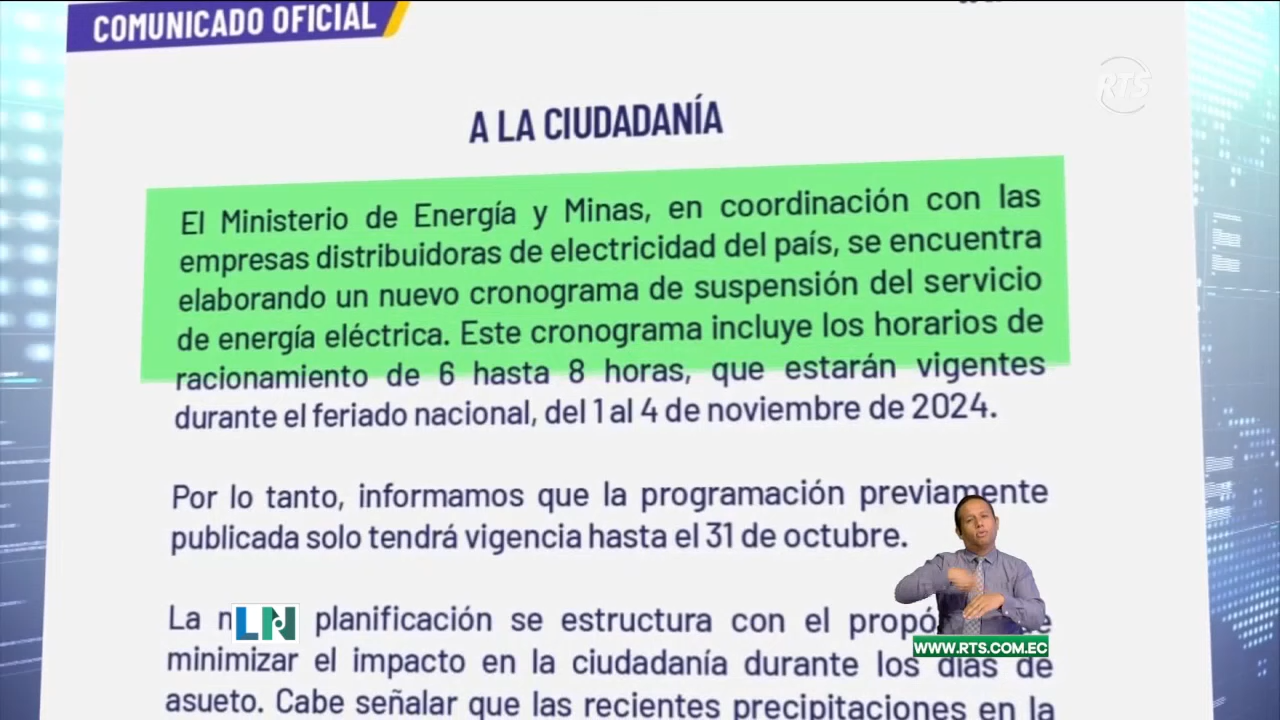 COMUNICADO OFICIAL
RTS
A LA CIUDADANÍA
El Ministerio de Energía y Minas, en coordinación con las
empresas distribuidoras de electricidad del país, se encuentra
elaborando un nuevo cronograma de suspensión del servicio
de energía eléctrica. Este cronograma incluye los horarios de
racionamiento de 6 hasta 8 horas, que estarán vigentes
durante el feriado nacional, del 1 al 4 de noviembre de 2024.
Por lo tanto, informamos que la programación previamente
publicada solo tendrá vigencia hasta el 31 de octubre.
La planificación se estructura con el
minimizar el impacto en la ciudadanía durante los días de
asueto. Cabe señalar que las recientes precipitaciones en la
LN
WWW.RTS.COM.EC